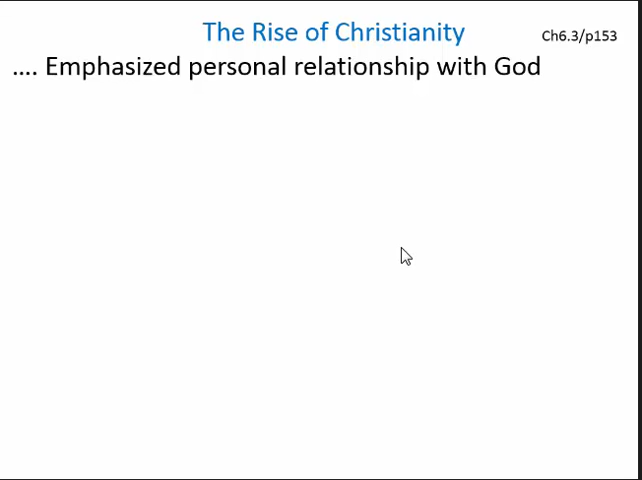 The Rise of Christianity
Ch6.3/p153
.... Emphasized personal relationship with God